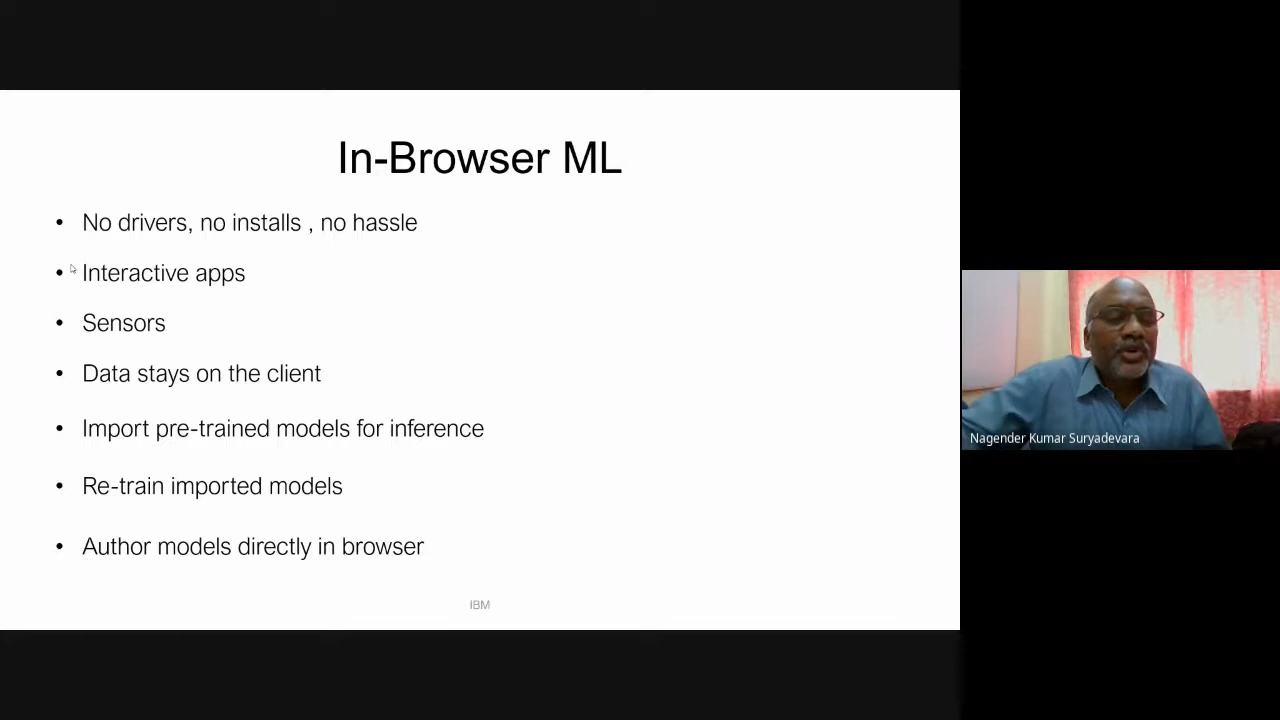 In-Browser ML
• No drivers, no installs , no hassle
• Interactive apps
• Sensors
• Data stays on the client
• Import pre-trained models for inference
• Re-train imported models
• Author models directly in browser
IBM
Nagender Kumar Suryadevara